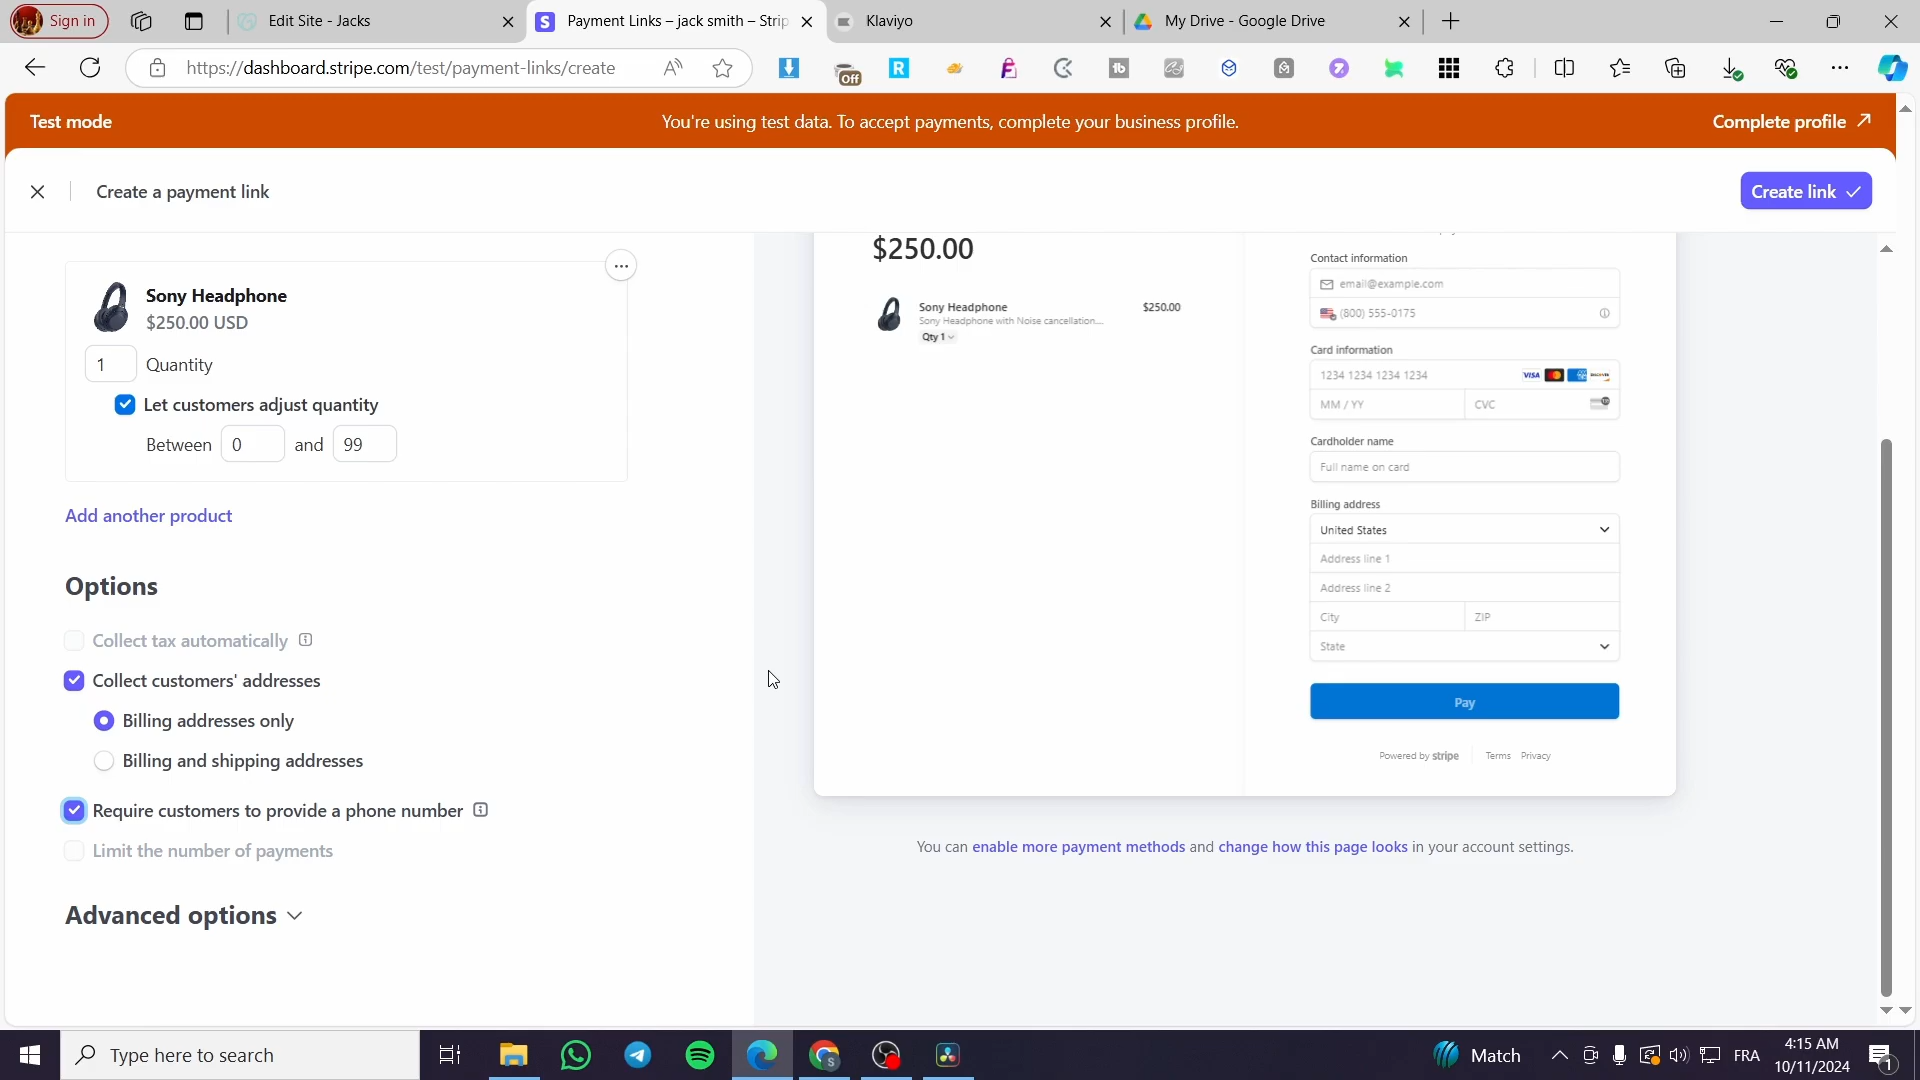 Sign in
Edit Site - Jacks
Payment Links – jack smith – Strip
Klaviyo
My Drive - Google Drive
https://dashboard.stripe.com/test/payment-links/create
Off
Test mode
You're using test data. To accept payments, complete your business profile.
Complete profile
Create a payment link
Create link
Sony Headphone
$250.00 USD
1 Quantity
Let customers adjust quantity
Between 0 and 99
Add another product
Options
Collect tax automatically
Collect customers' addresses
Billing addresses only
Billing and shipping addresses
Require customers to provide a phone number
Limit the number of payments
Advanced options
$250.00
Sony Headphone $250.00
Sony Headphone with Noise cancellation....
Qty 1
Contact information
email@example.com
(800) 555-0175
Card information
1234 1234 1234 1234 VISA
MM / YY CVC
Cardholder name
Full name on card
Billing address
United States
Address line 1
Address line 2
City ZIP
State
Pay
Powered by stripe Terms Privacy
You can enable more payment methods and change how this page looks in your account settings.
Type here to search
Match
FRA
4:15 AM
10/11/2024
1